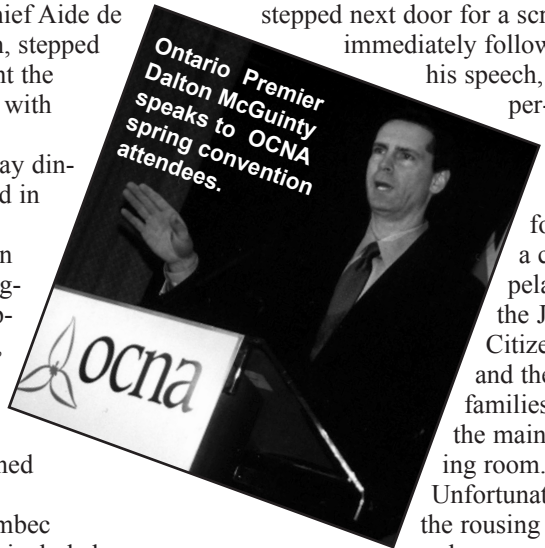 hief Aide de
, stepped
nt the
with
ay din-
d in
n
g-
ned
mbec
Ontario Premier
Dalton McGuinty
speaks to OCNA
spring convention
attendees.
ocna
stepped next door for a scr
immediately follow
his speech,
per-
fo
a c
pela
the J
Citize
and the
families
the main
ing room.
Unfortunat
the rousing